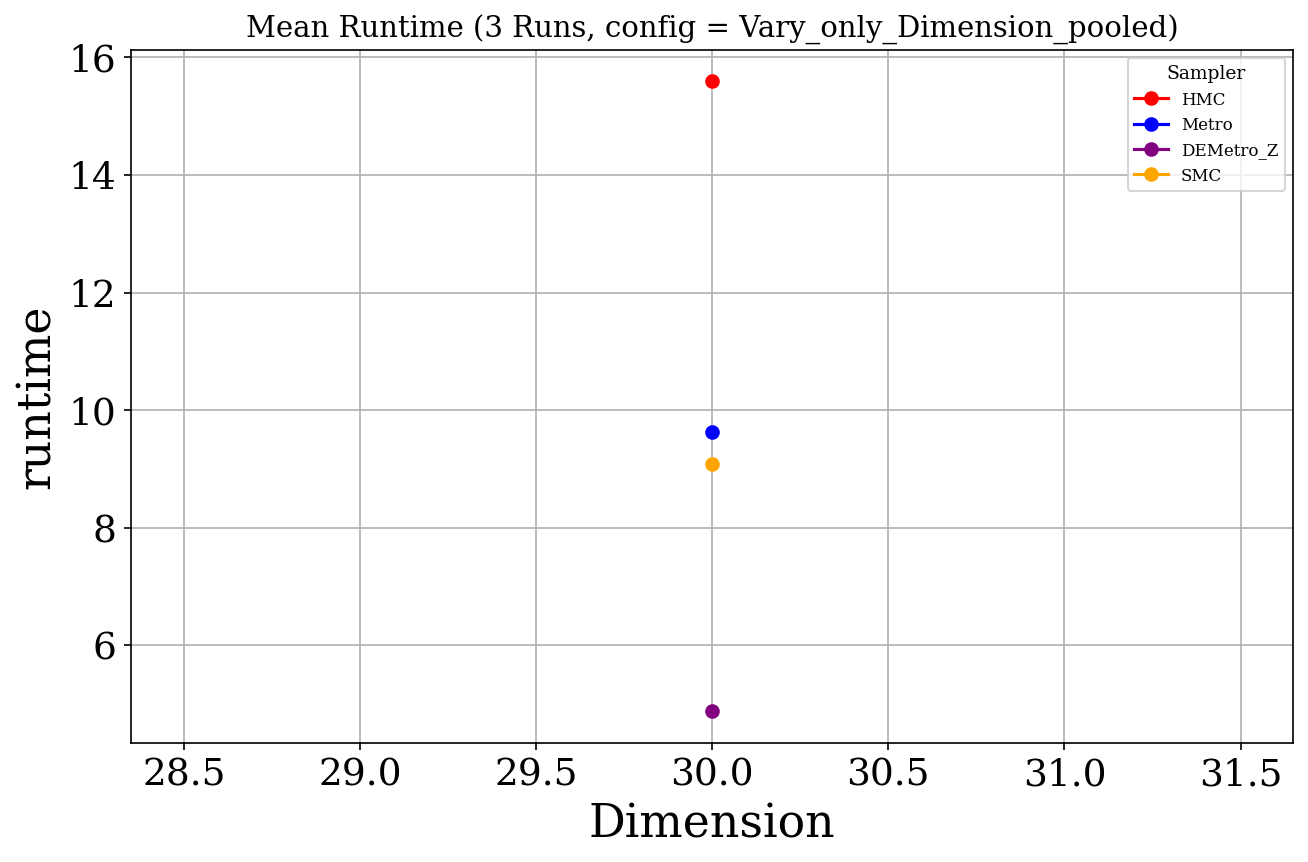 Mean Runtime (3 Runs, config = Vary_only_Dimension_pooled)
16
14
12
10
8
6
runtime
Sampler
HMC
Metro
DEMetro_Z
SMC
28.5 29.0 29.5 30.0 30.5 31.0 31.5
Dimension